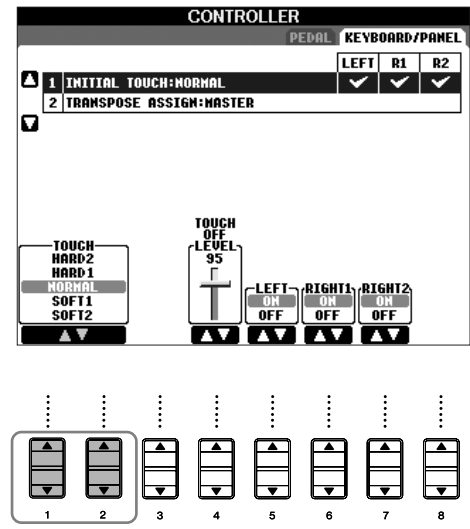 CONTROLLER
PEDAL KEYBOARD/PANEL
LEFT R1 R2
1 INITIAL TOUCH:NORMAL
2 TRANSPOSE ASSIGN:MASTER
TOUCH
HARD2
HARD1
NORMAL
SOFT1
SOFT2
TOUCH
OFF
LEVEL
95
LEFT
ON
OFF
RIGHT1
ON
OFF
RIGHT2
ON
OFF
1 2 3 4 5 6 7 8